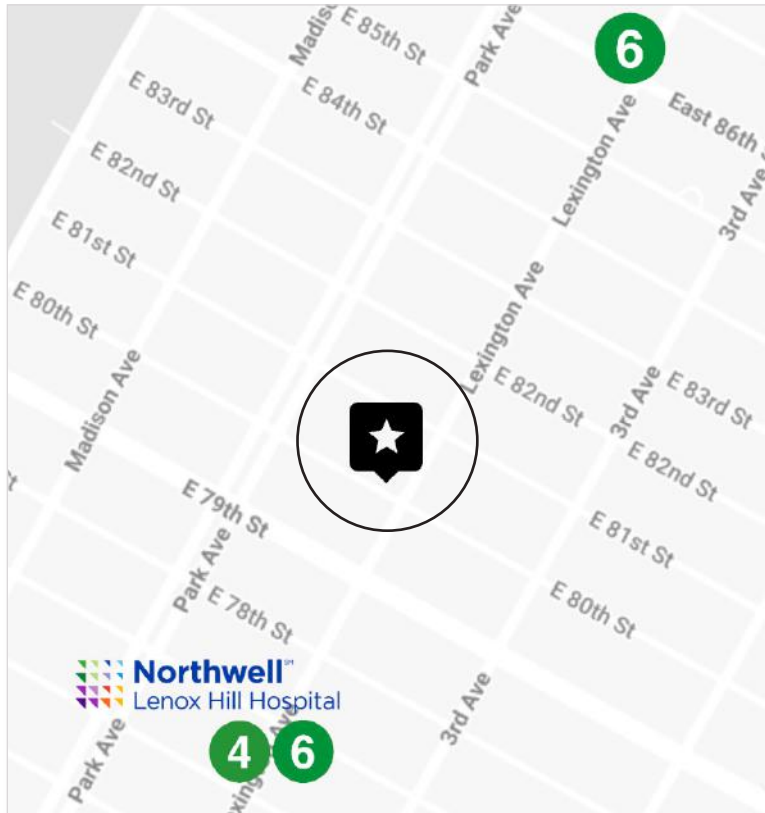 E 85th St
Park Ave
6
E 83rd St
E 84th St
East 86th
E 82nd St
Lexington Ave
3rd Ave
E 81st St
E 80th St
Lexington Ave
Madison Ave
E 82nd St
3rd Ave
E 83rd St
E 82nd St
E 79th St
E 81st St
Park Ave
E 78th St
E 80th St
Northwell℠
Lenox Hill Hospital
3rd Ave
Park Ave
4 6